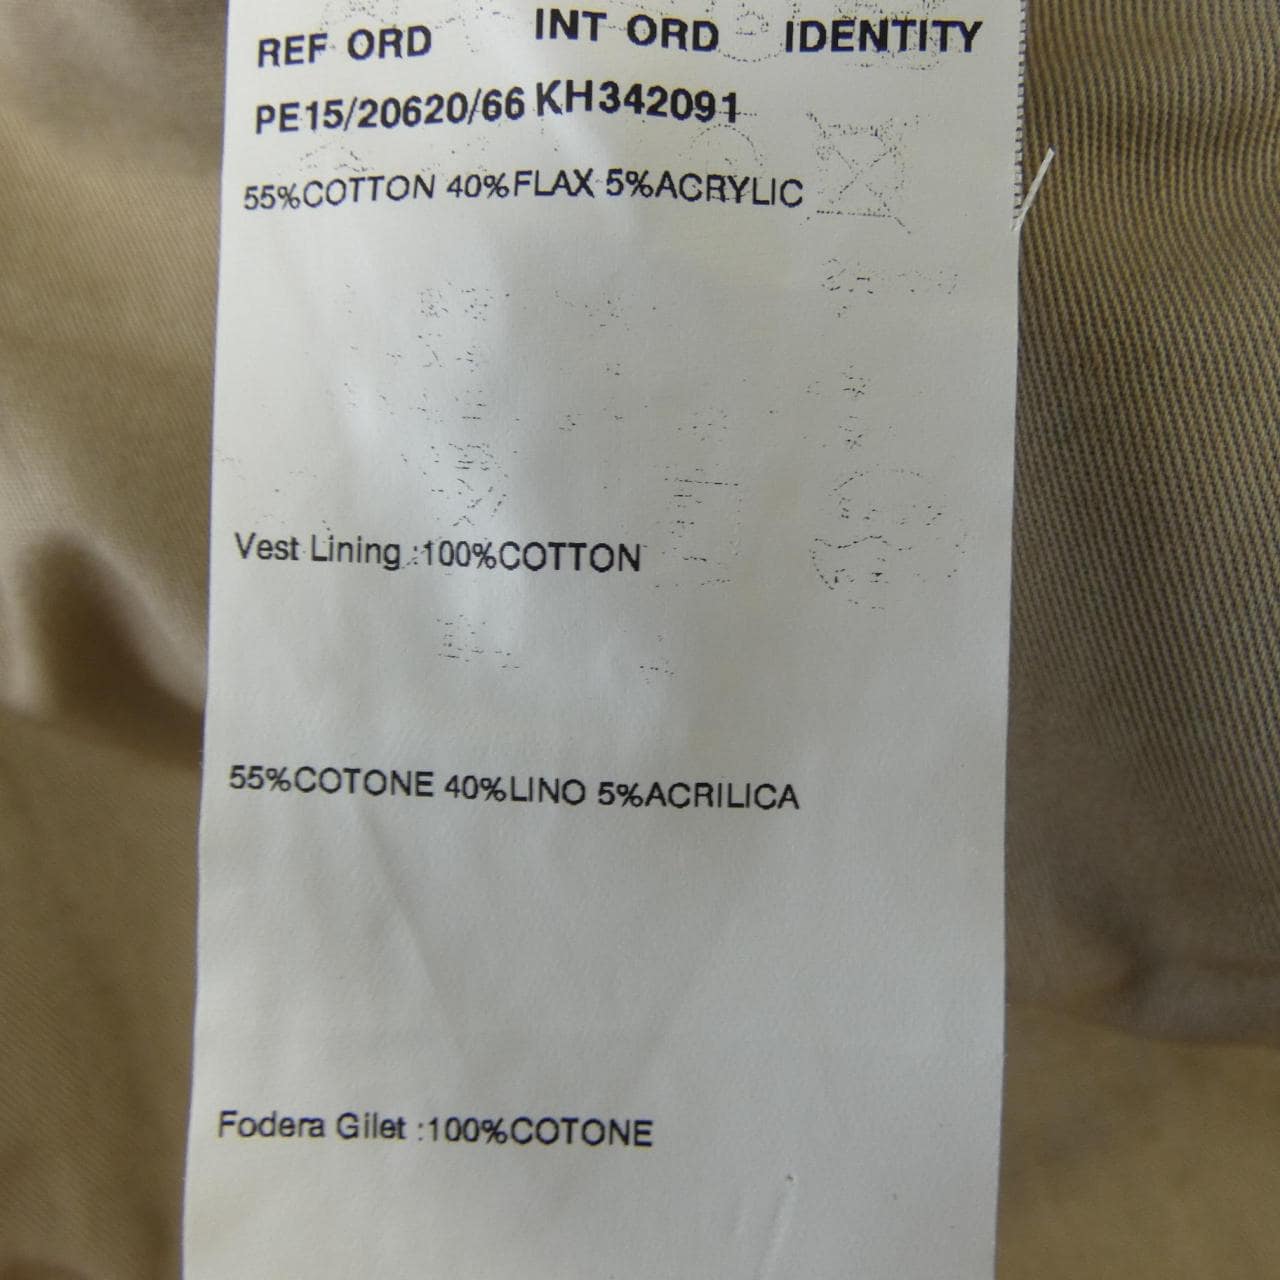 REF ORD INT ORD IDENTITY
PE15/20620/66 KH342091
55%COTTON 40%FLAX 5%ACRYLIC
Vest Lining :100%COTTON
55%COTONE 40%LINO 5%ACRILICA
Fodera Gilet :100%COTONE